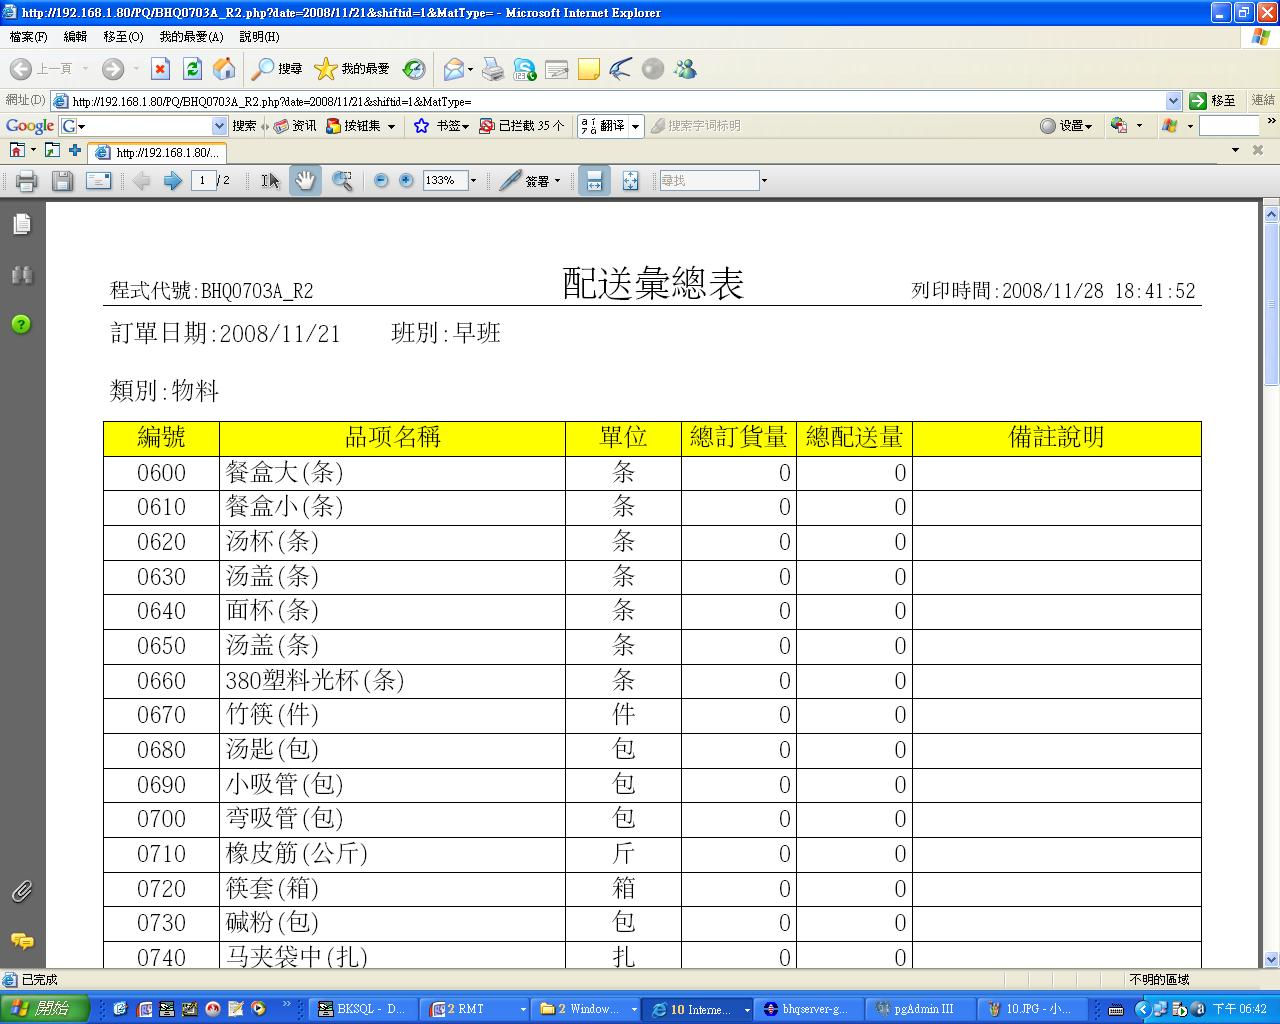 http://192.168.1.80/PQ/BHQ0703A_R2.php?date=2008/11/21&shiftid=1&MatType= - Microsoft Internet Explorer
檔案(F) 編輯 移至(O) 我的最愛(A) 說明(H)
上一頁 搜尋 我的最愛
網址(D) http://192.168.1.80/PQ/BHQ0703A_R2.php?date=2008/11/21&shiftid=1&MatType= 移至 連結
Google G 搜索 资讯 按钮集 书签 已拦截 35 个 翻译 搜索字词标明 设置
http://192.168.1.80/...
1 / 2 133% 簽署 尋找
配送彙總表
程式代號:BHQ0703A_R2 列印時間:2008/11/28 18:41:52
訂單日期:2008/11/21 班別:早班
類別:物料
編號 品项名稱 單位 總訂貨量 總配送量 備註說明
0600 餐盒大(条) 条 0 0
0610 餐盒小(条) 条 0 0
0620 汤杯(条) 条 0 0
0630 汤盖(条) 条 0 0
0640 面杯(条) 条 0 0
0650 汤盖(条) 条 0 0
0660 380塑料光杯(条) 条 0 0
0670 竹筷(件) 件 0 0
0680 汤匙(包) 包 0 0
0690 小吸管(包) 包 0 0
0700 弯吸管(包) 包 0 0
0710 橡皮筋(公斤) 斤 0 0
0720 筷套(箱) 箱 0 0
0730 碱粉(包) 包 0 0
0740 马夹袋中(扎) 扎 0 0
已完成 不明的區域
開始 BKSQL - D... 2 RMT 2 Window... 10 Interne... bhqserver-g... pgAdmin III 10.JPG - 小... 下午 06:42